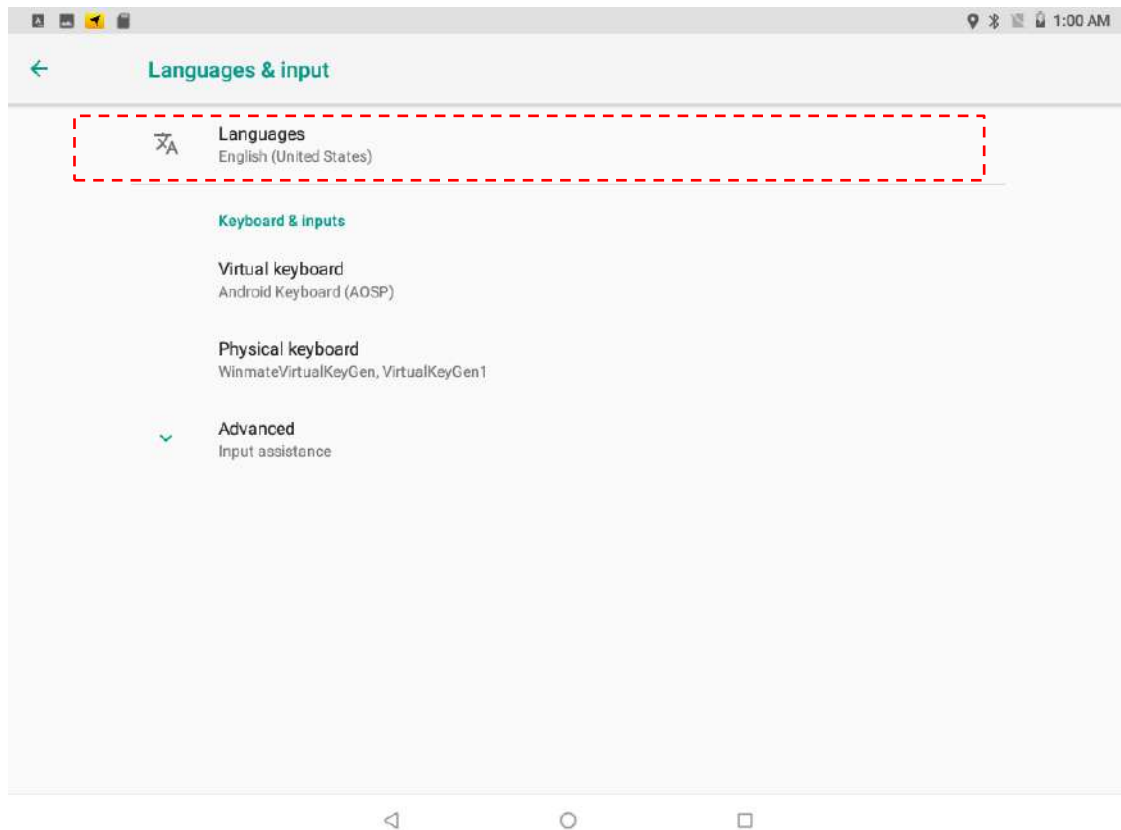 1:00 AM
Languages & input
Languages
English (United States)
Keyboard & inputs
Virtual keyboard
Android Keyboard (AOSP)
Physical keyboard
WinmateVirtualKeyGen, VirtualKeyGen1
Advanced
Input assistance